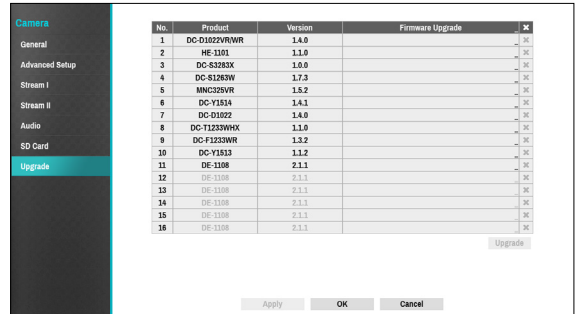 Camera
General
Advanced Setup
Stream I
Stream II
Audio
SD Card
Upgrade
No. Product Version Firmware Upgrade _ ✖
1 DC-D1022VR/WR 1.4.0 _ ✖
2 HE-1101 1.1.0 _ ✖
3 DC-S3283X 1.0.0 _ ✖
4 DC-S1263W 1.7.3 _ ✖
5 MNC325VR 1.5.2 _ ✖
6 DC-Y1514 1.4.1 _ ✖
7 DC-D1022 1.4.0 _ ✖
8 DC-T1233WHX 1.1.0 _ ✖
9 DC-F1233WR 1.3.2 _ ✖
10 DC-Y1513 1.1.2 _ ✖
11 DE-1108 2.1.1 _ ✖
12 DE-1108 2.1.1 _ ✖
13 DE-1108 2.1.1 _ ✖
14 DE-1108 2.1.1 _ ✖
15 DE-1108 2.1.1 _ ✖
16 DE-1108 2.1.1 _ ✖
Upgrade
Apply OK Cancel